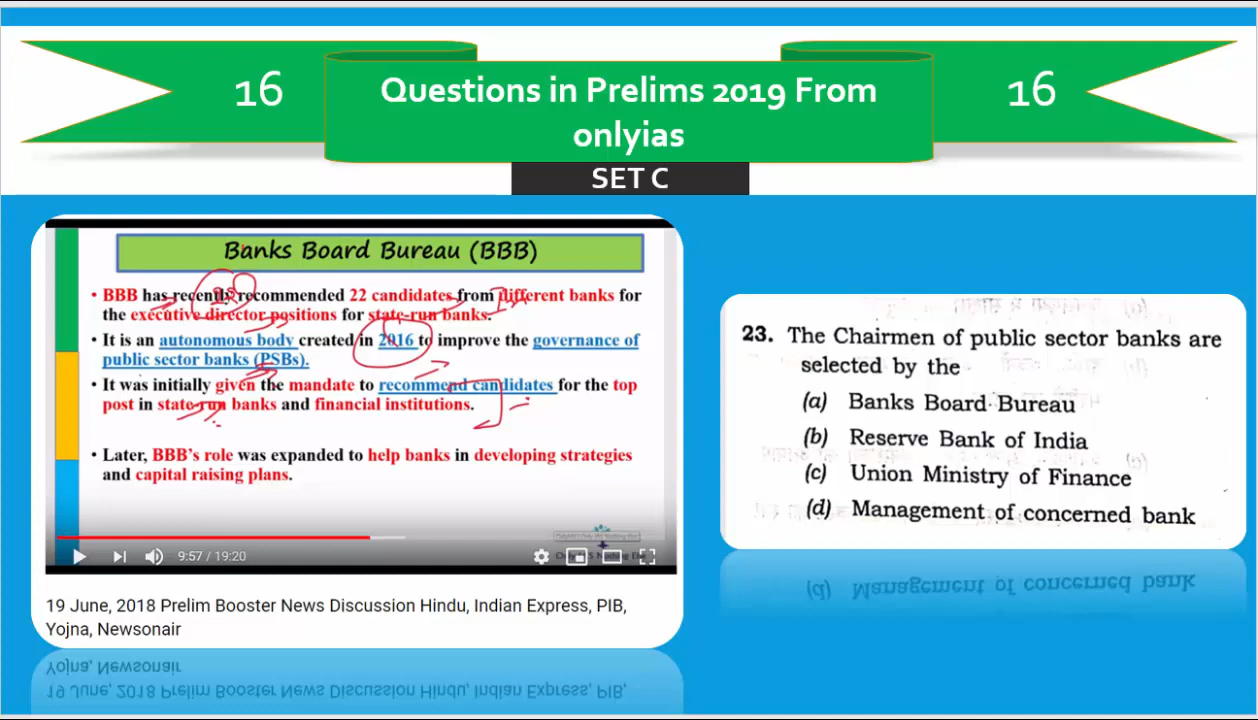 16
Questions in Prelims 2019 From
onlyias
16
SET C
Banks Board Bureau (BBB)
• BBB has recently recommended 22 candidates from different banks for
the executive director positions for state-run banks.
• It is an autonomous body created in 2016 to improve the governance of
public sector banks (PSBs).
• It was initially given the mandate to recommend candidates for the top
post in state-run banks and financial institutions.
• Later, BBB's role was expanded to help banks in developing strategies
and capital raising plans.
9:57 / 19:20
19 June, 2018 Prelim Booster News Discussion Hindu, Indian Express, PIB,
Yojna, Newsonair
23. The Chairmen of public sector banks are
selected by the
(a) Banks Board Bureau
(b) Reserve Bank of India
(c) Union Ministry of Finance
(d) Management of concerned bank